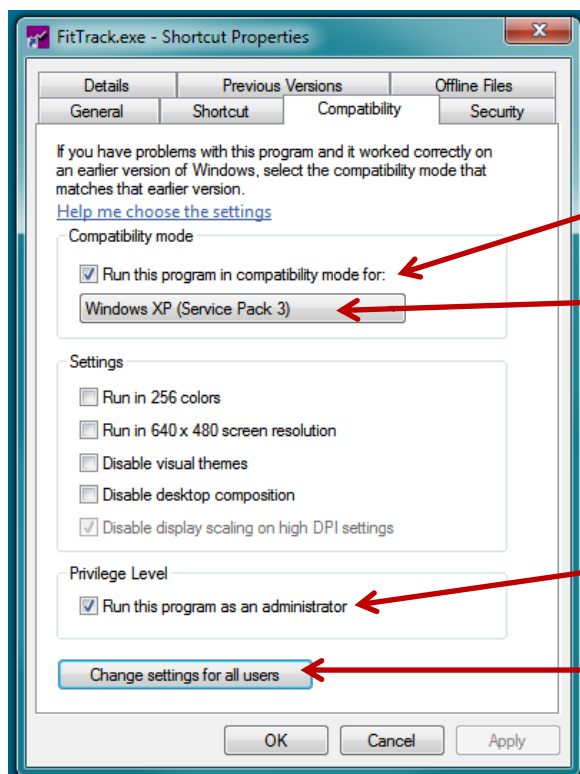 FitTrack.exe - Shortcut Properties
Details Previous Versions Offline Files
General Shortcut Compatibility Security
If you have problems with this program and it worked correctly on
an earlier version of Windows, select the compatibility mode that
matches that earlier version.
Help me choose the settings
Compatibility mode
Run this program in compatibility mode for:
Windows XP (Service Pack 3)
Settings
Run in 256 colors
Run in 640 x 480 screen resolution
Disable visual themes
Disable desktop composition
Disable display scaling on high DPI settings
Privilege Level
Run this program as an administrator
Change settings for all users
OK Cancel Apply